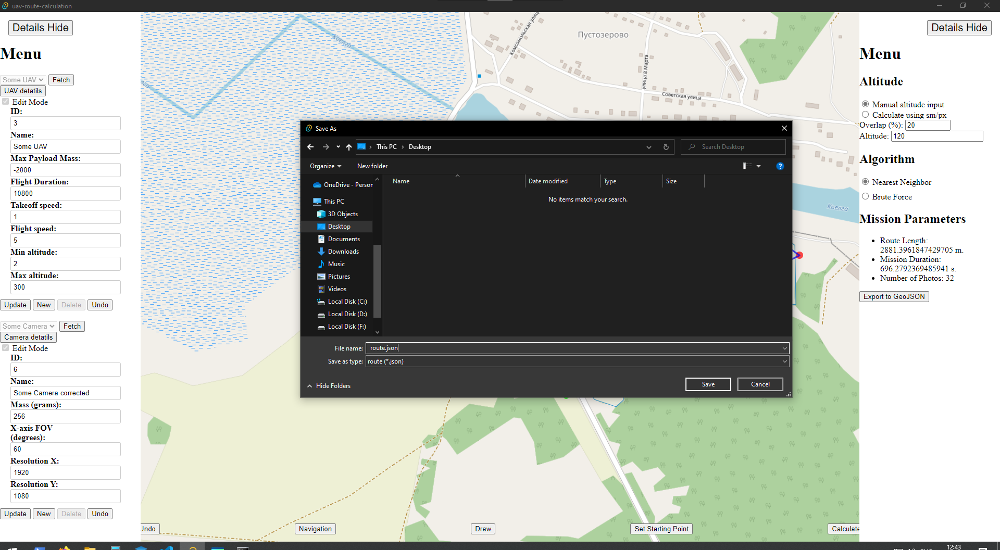 uav-route-calculation
Details Hide
Menu
Some UAV
Fetch
UAV detatils
Edit Mode
ID:
3
Name:
Some UAV
Max Payload Mass:
-2000
Flight Duration:
10800
Takeoff speed:
1
Flight speed:
5
Min altitude:
2
Max altitude:
300
Update New Delete Undo
Some Camera
Fetch
Camera detatils
Edit Mode
ID:
6
Name:
Some Camera corrected
Mass (grams):
256
X-axis FOV
(degrees):
60
Resolution X:
1920
Resolution Y:
1080
Update New Delete Undo
Коелга
Комсомольская улица
Пустозерово
улица 8 Марта
Советская улица
Коелга
Save As
This PC
Desktop
Search Desktop
Organize
New folder
Name
Date modified
Type
Size
No items match your search.
OneDrive - Person
This PC
3D Objects
Desktop
Documents
Downloads
Music
Pictures
Videos
Local Disk (C:)
Local Disk (D:)
Local Disk (F:)
File name: route.json
Save as type: route (*.json)
Hide Folders
Save
Cancel
Undo
Navigation
Draw
Set Starting Point
Calculate
Details Hide
Menu
Altitude
Manual altitude input
Calculate using sm/px
Overlap (%): 20
Altitude: 120
Algorithm
Nearest Neighbor
Brute Force
Mission Parameters
Route Length:
2881.3961847429705 m.
Mission Duration:
696.2792369485941 s.
Number of Photos: 32
Export to GeoJSON
12:43